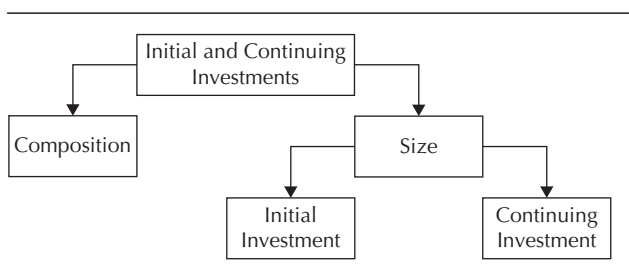 Initial and Continuing
Investments
Composition
Size
Initial
Investment
Continuing
Investment